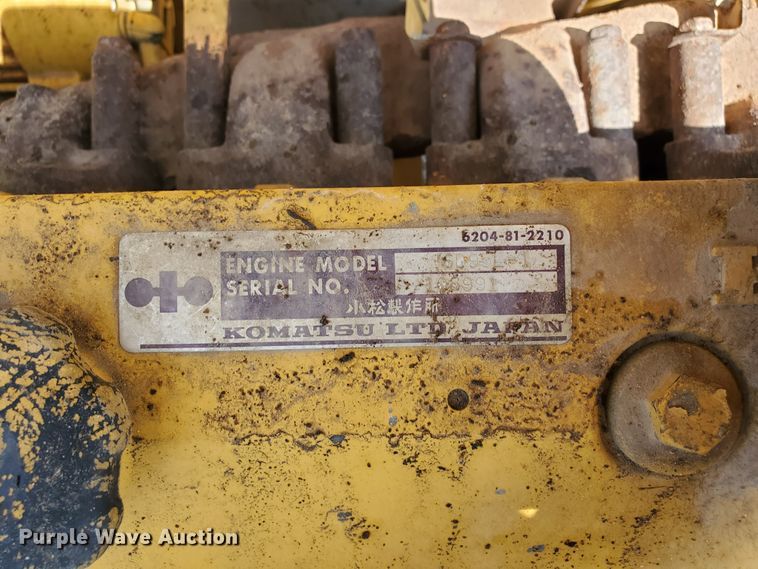 6204-81-2210
ENGINE MODEL
SERIAL NO.
小松製作所
KOMATSU LTD. JAPAN
Purple Wave Auction